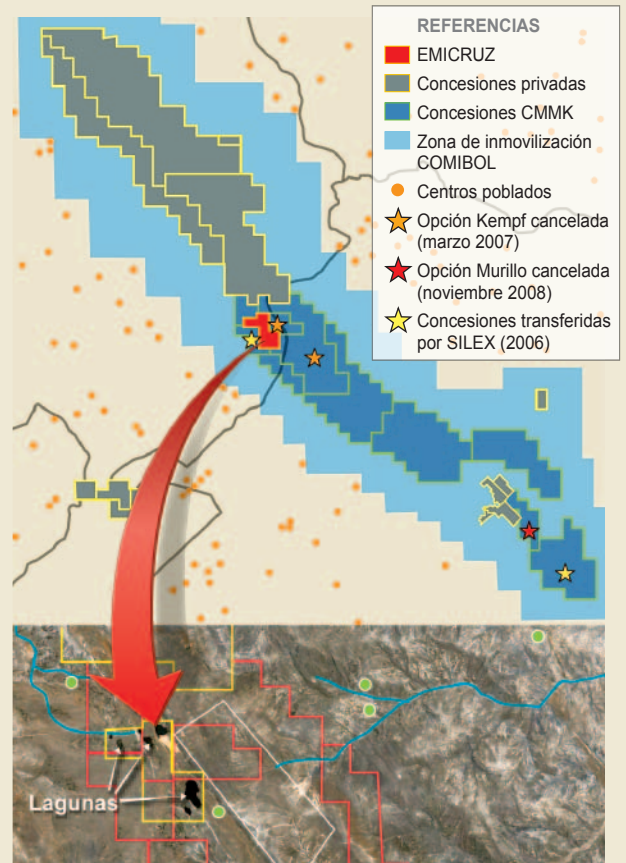 REFERENCIAS
EMICRUZ
Concesiones privadas
Concesiones CMMK
Zona de inmovilización
COMIBOL
Centros poblados
Opción Kempf cancelada
(marzo 2007)
Opción Murillo cancelada
(noviembre 2008)
Concesiones transferidas
por SILEX (2006)
Lagunas